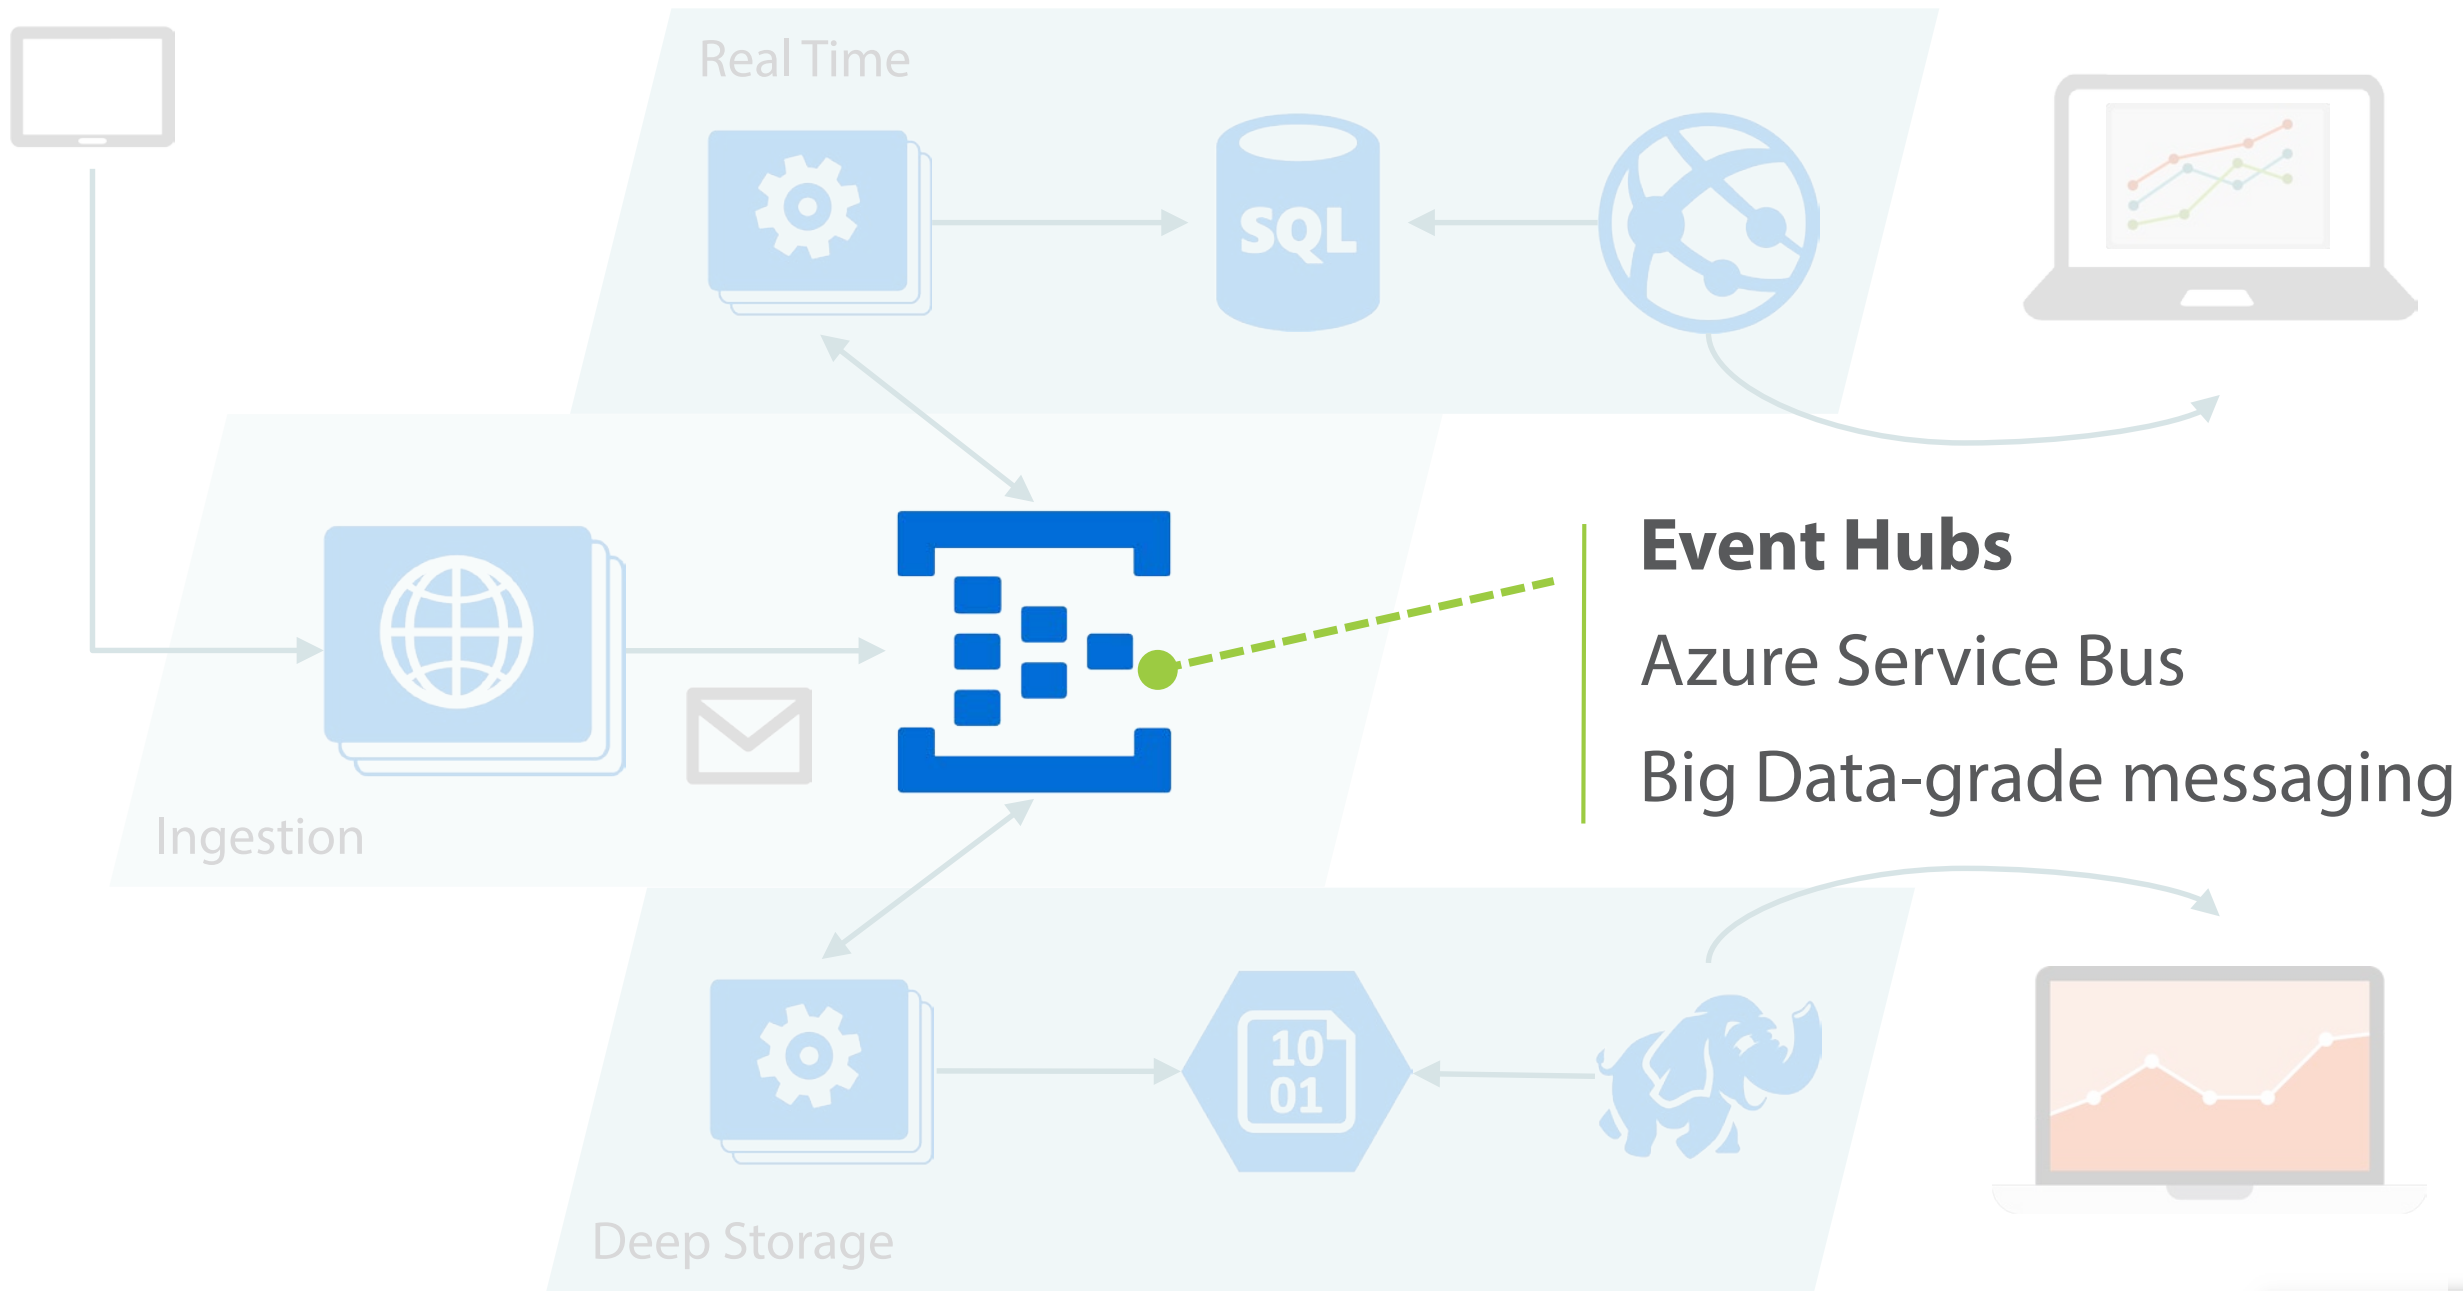 Real Time
SQL
Event Hubs
Azure Service Bus
Big Data-grade messaging
Ingestion
10
01
Deep Storage